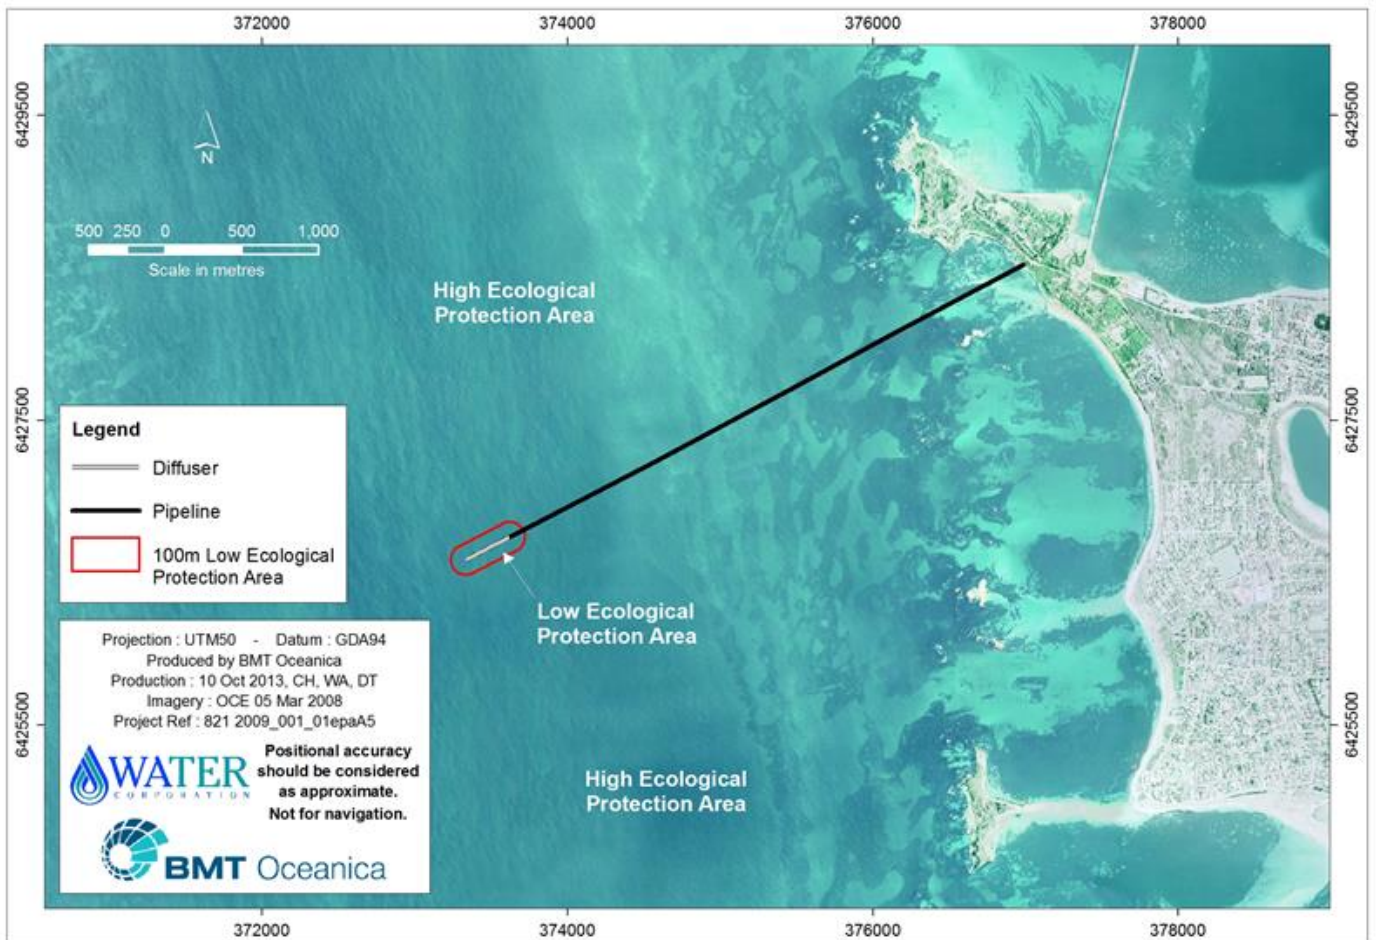 372000 374000 376000 378000
6429500 6429500
N
500 250 0 500 1,000
Scale in metres
High Ecological
Protection Area
6427500 6427500
Legend
Diffuser
Pipeline
100m Low Ecological
Protection Area
Low Ecological
Protection Area
Projection : UTM50 - Datum : GDA94
Produced by BMT Oceanica
Production : 10 Oct 2013, CH, WA, DT
Imagery : OCE 05 Mar 2008
Project Ref : 821 2009_001_01epaA5
6425500 6425500
WATER
CORPORATION
Positional accuracy
should be considered
as approximate.
Not for navigation.
High Ecological
Protection Area
BMT Oceanica
372000 374000 376000 378000